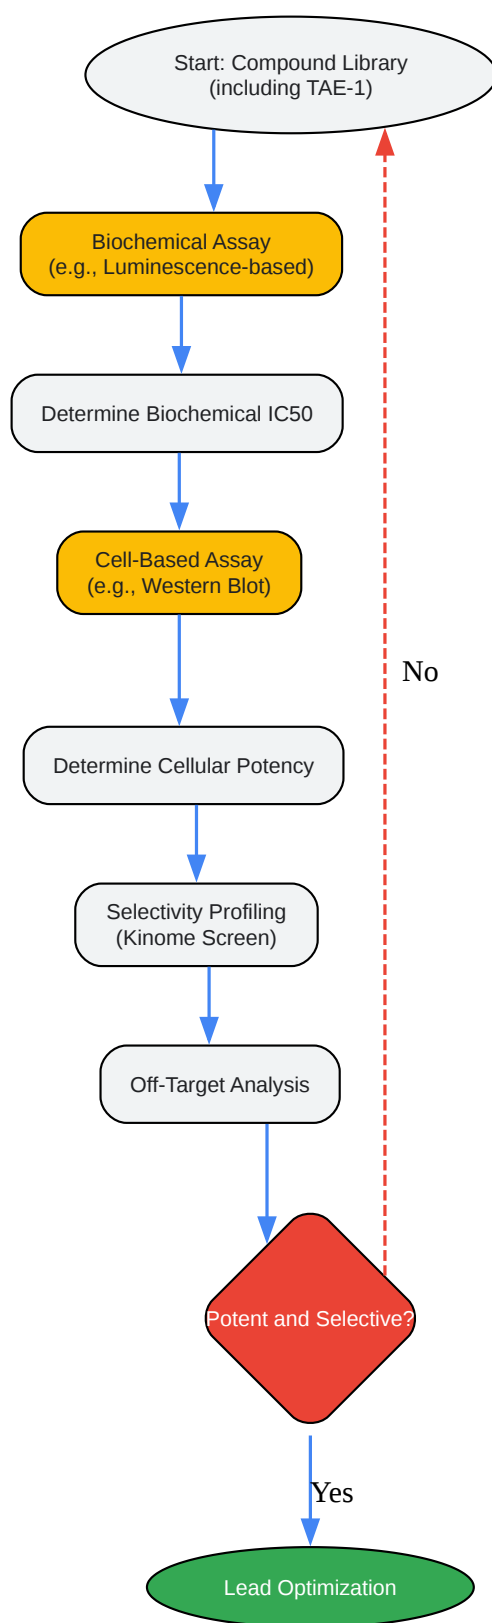 Start: Compound Library
(including TAE-1)
Biochemical Assay
(e.g., Luminescence-based)
Determine Biochemical IC50
Cell-Based Assay
(e.g., Western Blot)
No
Determine Cellular Potency
Selectivity Profiling
(Kinome Screen)
Off-Target Analysis
Potent and Selective?
Yes
Lead Optimization